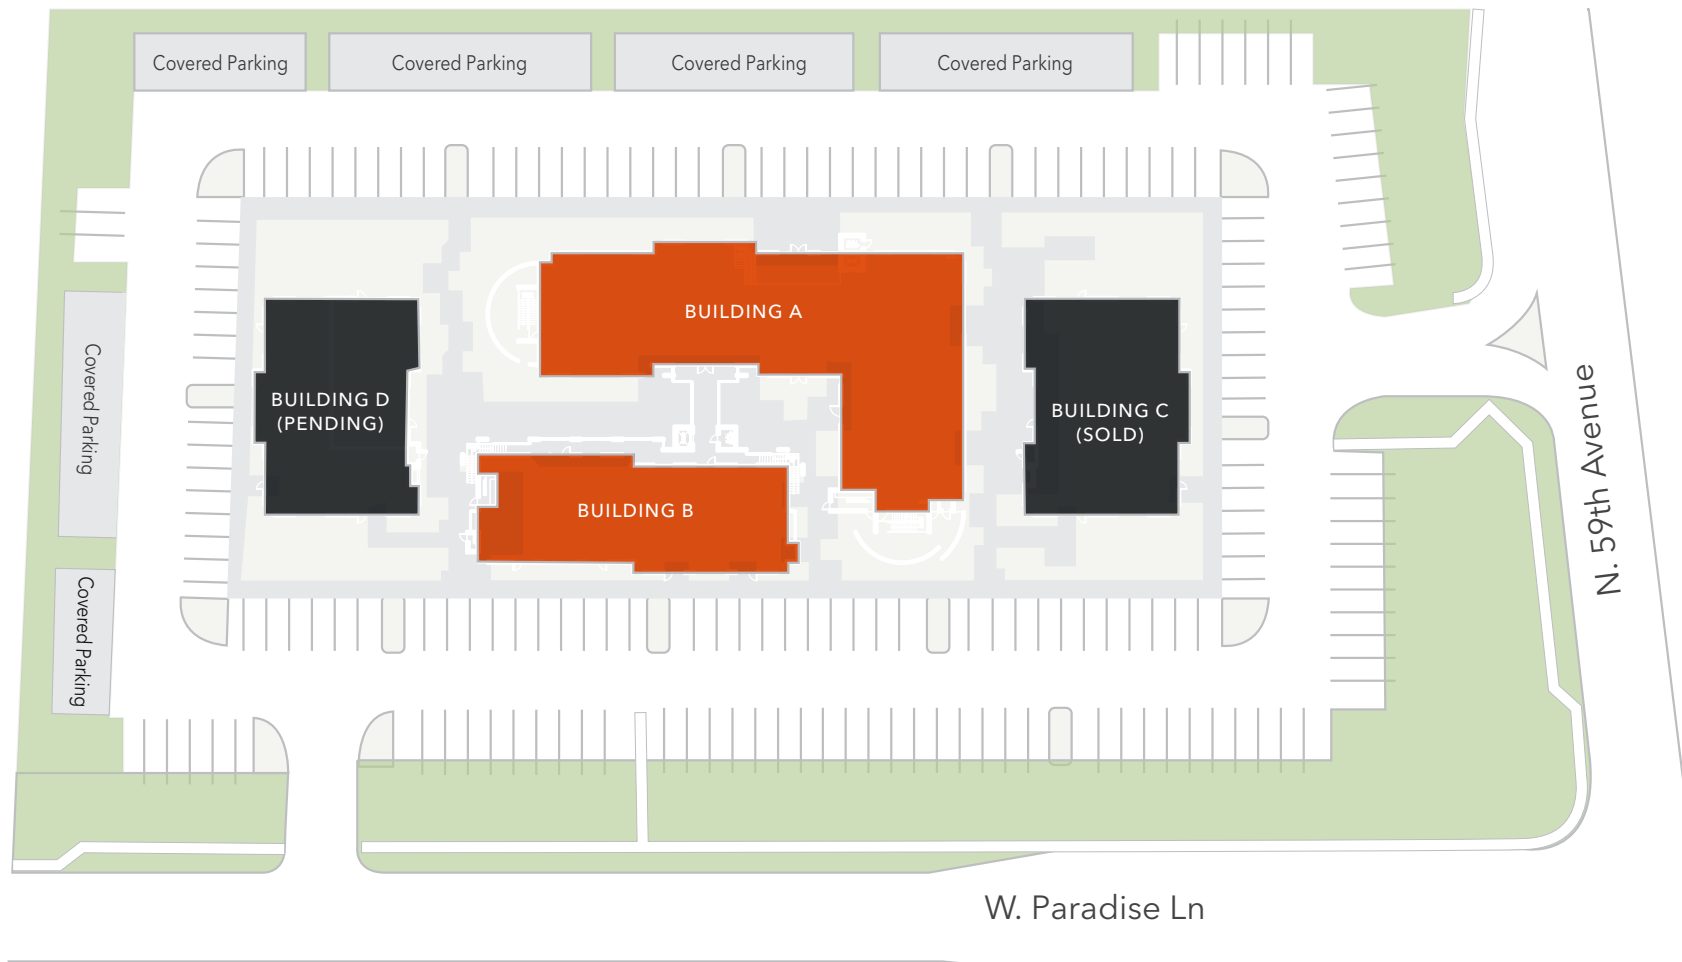 Covered Parking
Covered Parking
Covered Parking
Covered Parking
BUILDING A
Covered Parking
BUILDING D
(PENDING)
BUILDING C
(SOLD)
N. 59th Avenue
BUILDING B
Covered Parking
W. Paradise Ln